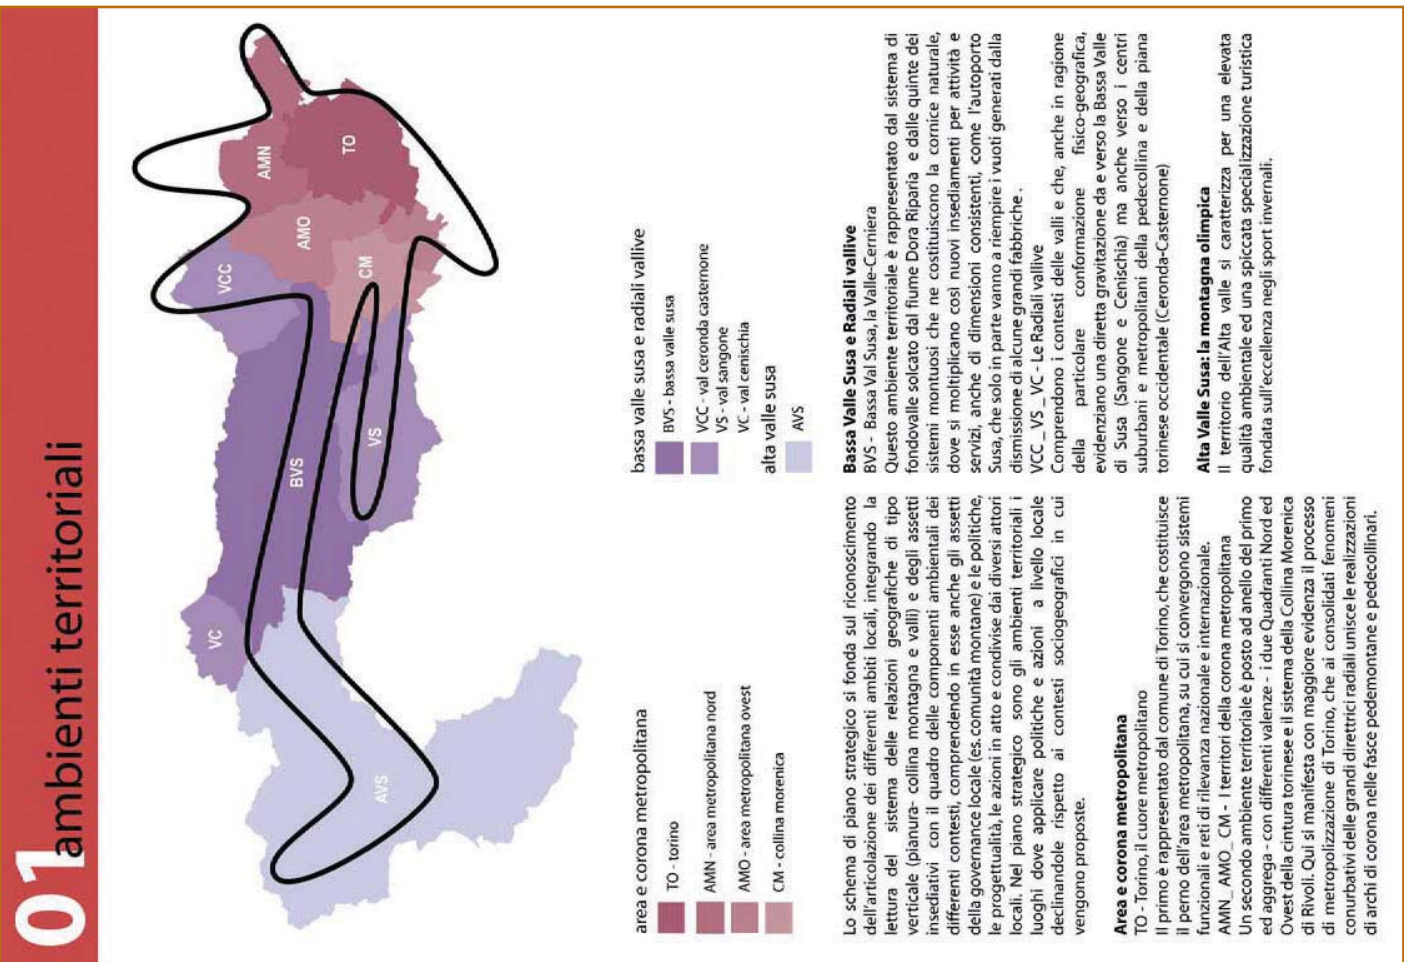 01
ambienti territoriali
AVS
VC
BVS
VS
VCC
CM
AMO
AMN
TO
area e corona metropolitana
TO - torino
AMN - area metropolitana nord
AMO - area metropolitana ovest
CM - collina morenica
bassa valle susa e radiali vallive
BVS - bassa valle susa
VCC - val ceronda casternone
VS - val sangone
VC - val cenischia
alta valle susa
AVS
Lo schema di piano strategico si fonda sul riconoscimento
dell'articolazione dei differenti ambiti locali, integrando la
lettura del sistema delle relazioni geografiche di tipo
verticale (pianura- collina montagna e valli) e degli assetti
insediativi con il quadro delle componenti ambientali dei
differenti contesti, comprendendo in esse anche gli assetti
della governance locale (es. comunità montane) e le politiche,
le progettualità, le azioni in atto e condivise dai diversi attori
locali. Nel piano strategico sono gli ambienti territoriali i
luoghi dove applicare politiche e azioni a livello locale
declinandole rispetto ai contesti sociogeografici in cui
vengono proposte.
Area e corona metropolitana
TO - Torino, il cuore metropolitano
Il primo è rappresentato dal comune di Torino, che costituisce
il perno dell'area metropolitana, su cui si convergono sistemi
funzionali e reti di rilevanza nazionale e internazionale.
AMN_ AMO_ CM - I territori della corona metropolitana
Un secondo ambiente territoriale è posto ad anello del primo
ed aggrega - con differenti valenze - i due Quadranti Nord ed
Ovest della cintura torinese e il sistema della Collina Morenica
di Rivoli. Qui si manifesta con maggiore evidenza il processo
di metropolizzazione di Torino, che ai consolidati fenomeni
conurbativi delle grandi direttrici radiali unisce le realizzazioni
di archi di corona nelle fasce pedemontane e pedecollinari.
Bassa Valle Susa e Radiali vallive
BVS - Bassa Val Susa, la Valle-Cerniera
Questo ambiente territoriale è rappresentato dal sistema di
fondovalle solcato dal fiume Dora Riparia e dalle quinte dei
sistemi montuosi che ne costituiscono la cornice naturale,
dove si moltiplicano così nuovi insediamenti per attività e
servizi, anche di dimensioni consistenti, come l'autoporto
Susa, che solo in parte vanno a riempire i vuoti generati dalla
dismissione di alcune grandi fabbriche .
VCC_ VS _ VC - Le Radiali vallive
Comprendono i contesti delle valli e che, anche in ragione
della particolare conformazione fisico-geografica,
evidenziano una diretta gravitazione da e verso la Bassa Valle
di Susa (Sangone e Cenischia) ma anche verso i centri
suburbani e metropolitani della pedecollina e della piana
torinese occidentale (Ceronda-Casternone)
Alta Valle Susa: la montagna olimpica
Il territorio dell'Alta valle si caratterizza per una elevata
qualità ambientale ed una spiccata specializzazione turistica
fondata sull'eccellenza negli sport invernali.